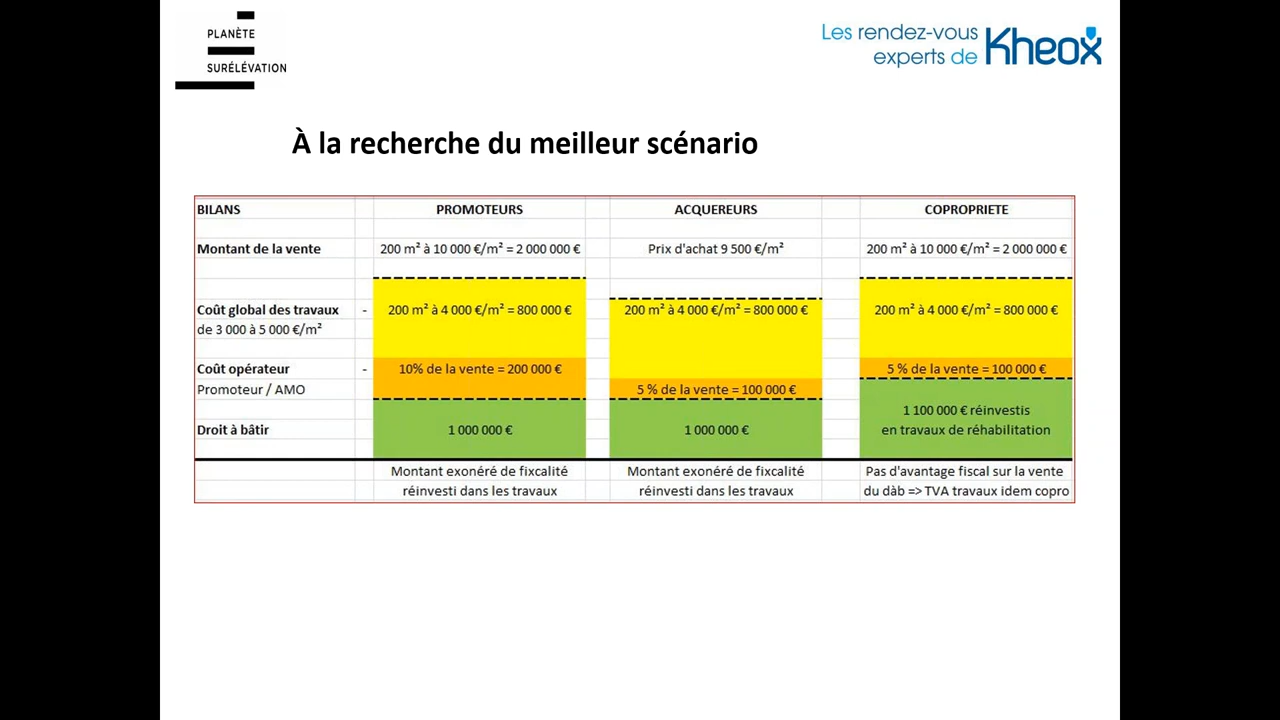 PLANÈTE
SURÉLÉVATION
Les rendez-vous
experts de Kheox
À la recherche du meilleur scénario
BILANS PROMOTEURS ACQUEREURS COPROPRIETE
Montant de la vente 200 m² à 10 000 €/m² = 2 000 000 € Prix d'achat 9 500 €/m² 200 m² à 10 000 €/m² = 2 000 000 €
Coût global des travaux - 200 m² à 4 000 €/m² = 800 000 € 200 m² à 4 000 €/m² = 800 000 € 200 m² à 4 000 €/m² = 800 000 €
de 3 000 à 5 000 €/m²
Coût opérateur - 10% de la vente = 200 000 € 5 % de la vente = 100 000 €
Promoteur / AMO 5 % de la vente = 100 000 €
1 100 000 € réinvestis
Droit à bâtir 1 000 000 € 1 000 000 € en travaux de réhabilitation
Montant exonéré de fixcalité Montant exonéré de fixcalité Pas d'avantage fiscal sur la vente
réinvesti dans les travaux réinvesti dans les travaux du dàb => TVA travaux idem copro